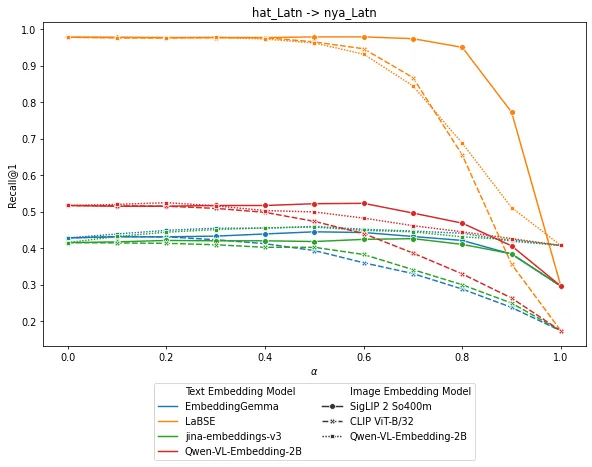 hat_Latn -> nya_Latn
Recall@1
1.0
0.9
0.8
0.7
0.6
0.5
0.4
0.3
0.2
0.0 0.2 0.4 0.6 0.8 1.0
α
Text Embedding Model Image Embedding Model
EmbeddingGemma SigLIP 2 So400m
LaBSE CLIP ViT-B/32
jina-embeddings-v3 Qwen-VL-Embedding-2B
Qwen-VL-Embedding-2B